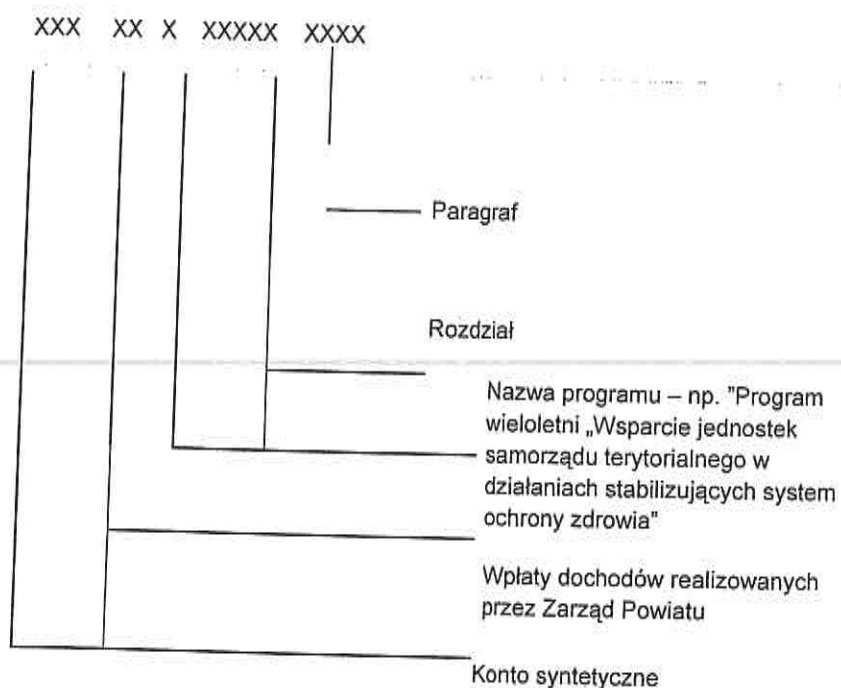 XXX XX X XXXXX XXXX
Paragraf
Rozdział
Nazwa programu – np. "Program
wieloletni „Wsparcie jednostek
samorządu terytorialnego w
działaniach stabilizujących system
ochrony zdrowia"
Wpłaty dochodów realizowanych
przez Zarząd Powiatu
Konto syntetyczne